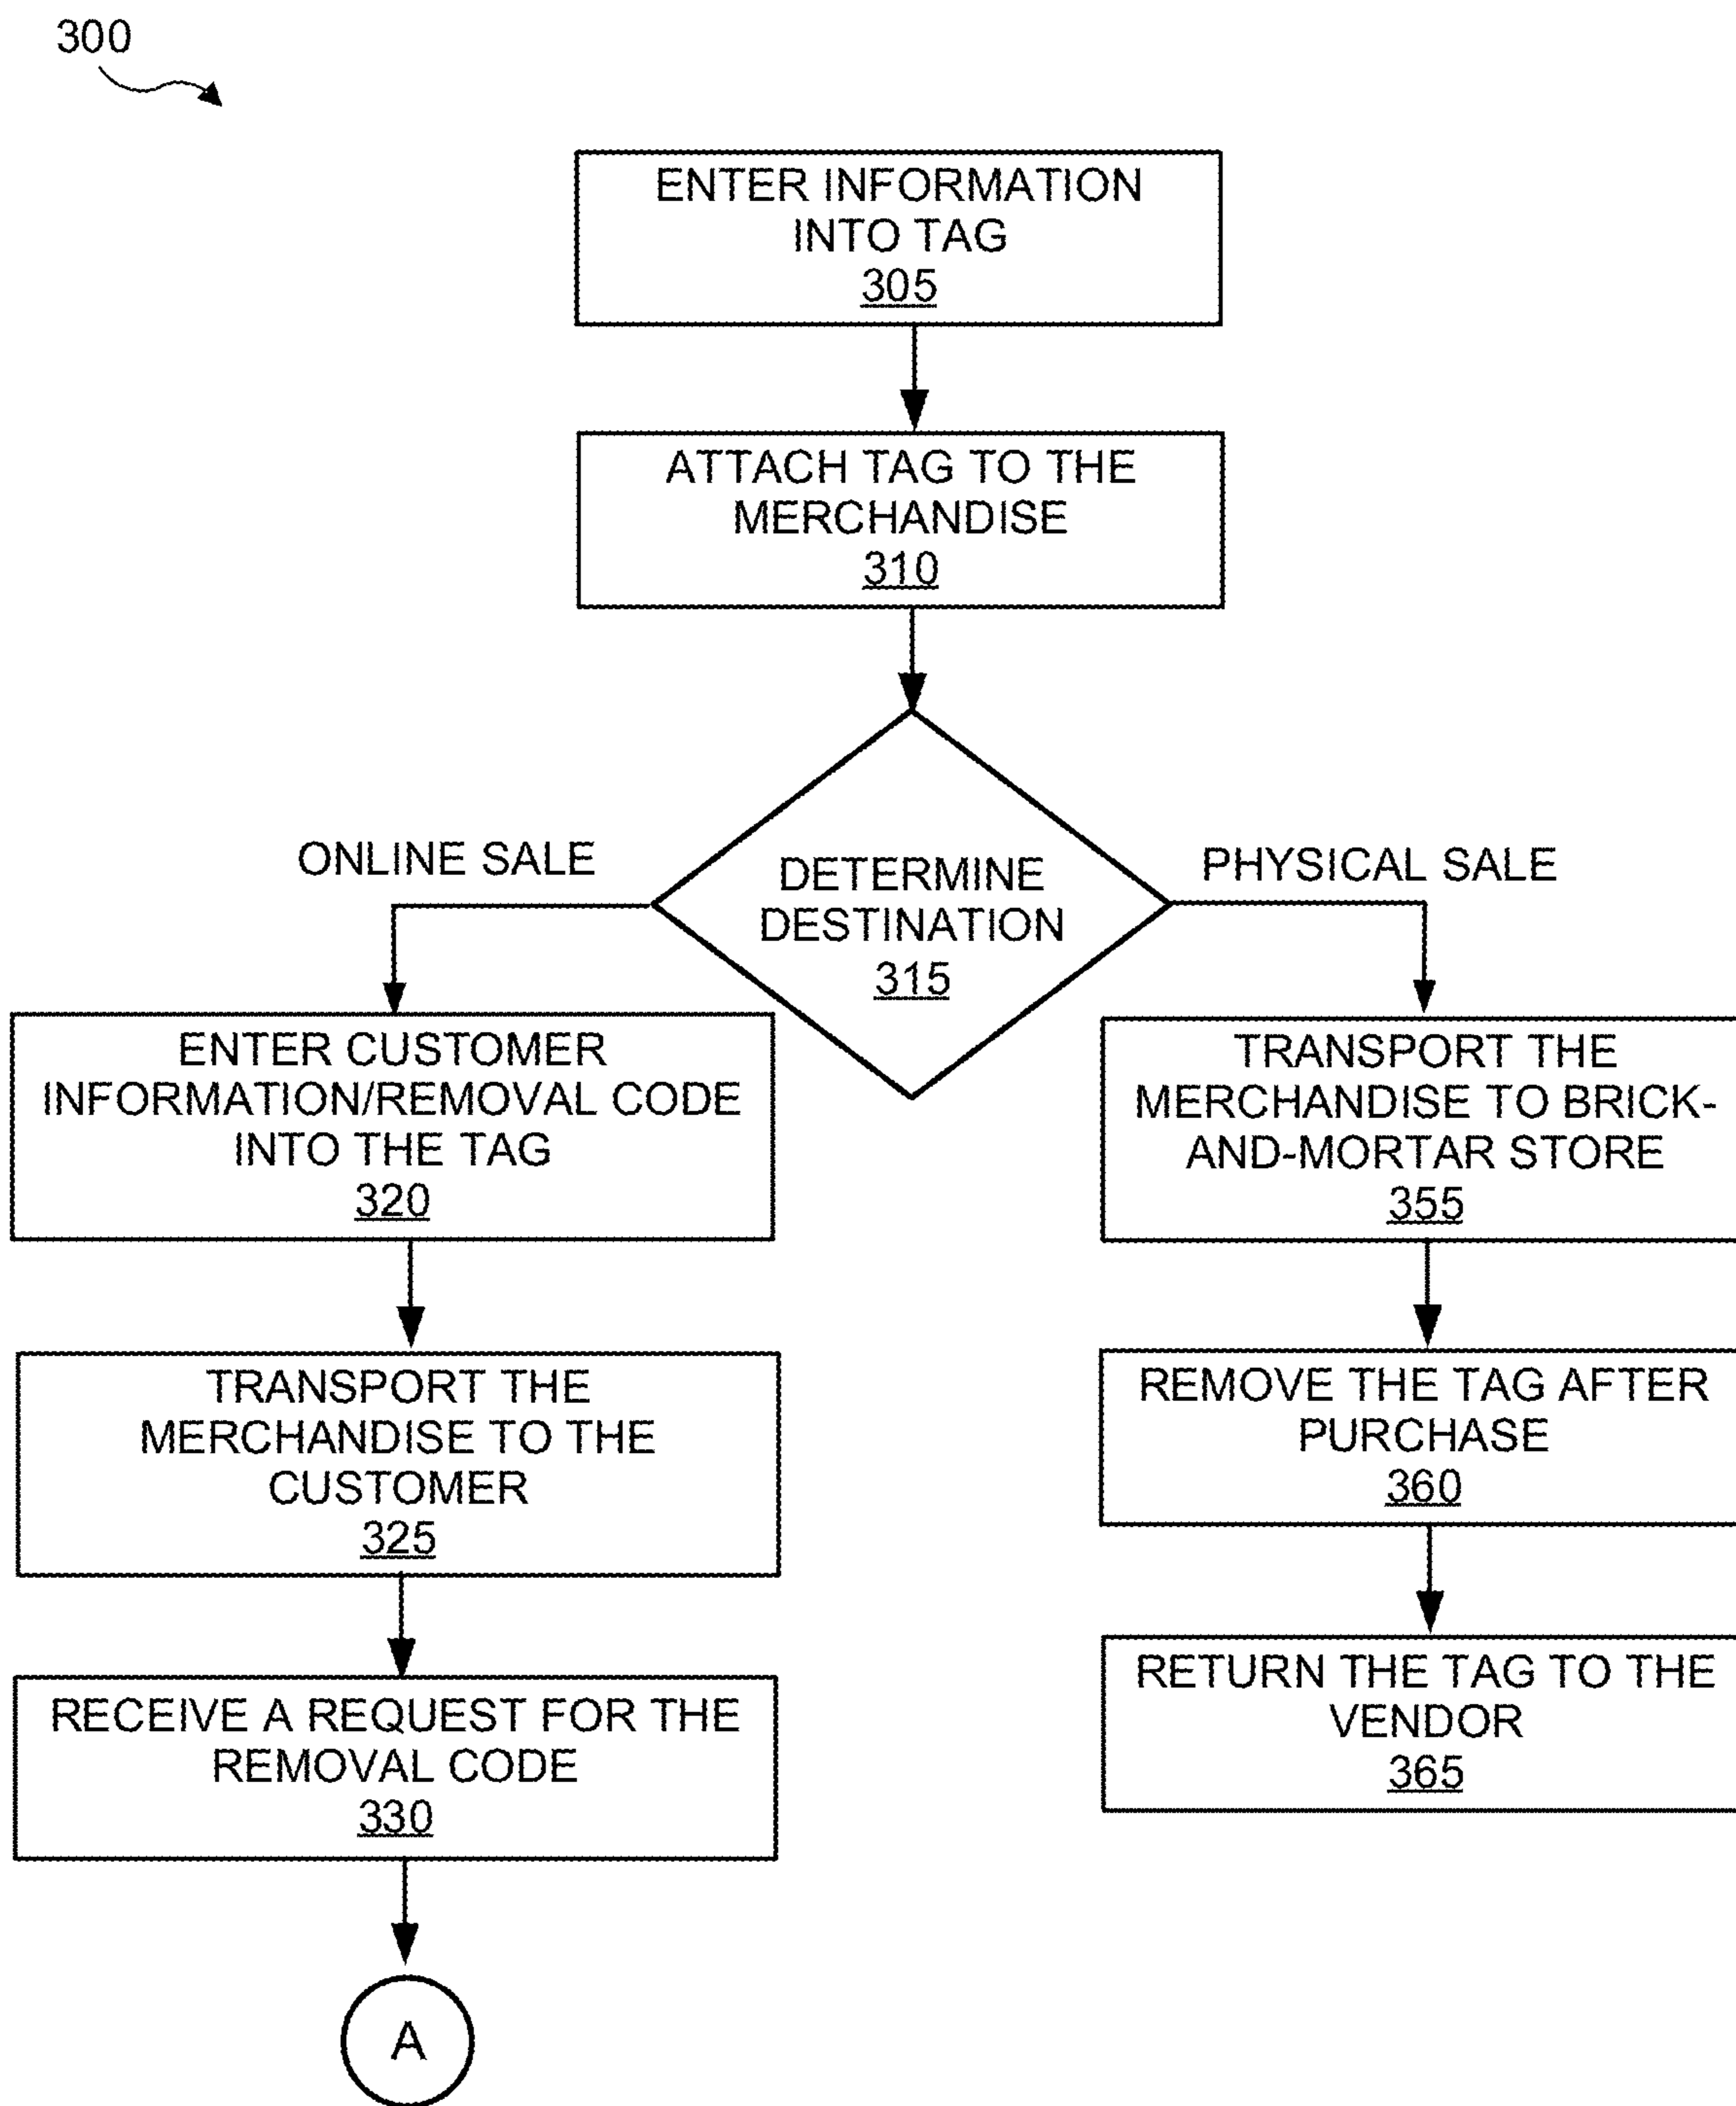 300
ENTER INFORMATION
INTO TAG
305
ATTACH TAG TO THE
MERCHANDISE
310
DETERMINE
DESTINATION
315
ONLINE SALE
PHYSICAL SALE
ENTER CUSTOMER
INFORMATION/REMOVAL CODE
INTO THE TAG
320
TRANSPORT THE
MERCHANDISE TO THE
CUSTOMER
325
RECEIVE A REQUEST FOR THE
REMOVAL CODE
330
A
TRANSPORT THE
MERCHANDISE TO BRICK-
AND-MORTAR STORE
355
REMOVE THE TAG AFTER
PURCHASE
360
RETURN THE TAG TO THE
VENDOR
365